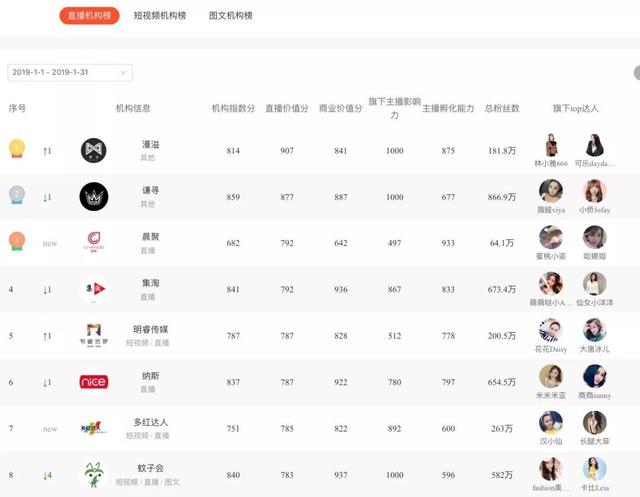 直播机构榜 短视频机构榜 图文机构榜
2019-1-1 - 2019-1-31
序号 机构信息 机构指数分 直播价值分 商业价值分 旗下主播影响力 主播孵化能力 总粉丝数 旗下top达人
1 ↑1 漫溢 814 907 841 1000 875 181.8万
其他
林小雅666 可乐dayda...
2 ↓1 谦寻 859 877 887 1000 677 866.9万
其他
薇娅viya 小侨Jofay
3 new CHANGE 晨聚 682 792 642 497 933 64.1万
直播
蜜桃小姿 哈娜姐
4 ↓1 集淘 841 792 936 867 833 673.4万
直播
萌萌哒小A... 仙女小洋洋
5 ↑1 明睿传媒 787 787 828 512 778 200.5万
短视频 / 直播
花花Daisy 大唐冰儿
6 ↓1 nice 纳斯 837 787 922 780 797 654.5万
直播
米米米亚 商商sunny
7 new 多红达人 多红达人 751 785 822 892 600 263万
短视频 / 直播
汉小仙 长腿大菲
8 ↓4 蚊子会 840 783 937 1000 596 582万
短视频 / 直播 / 图文
fashion美... 卡比Leia